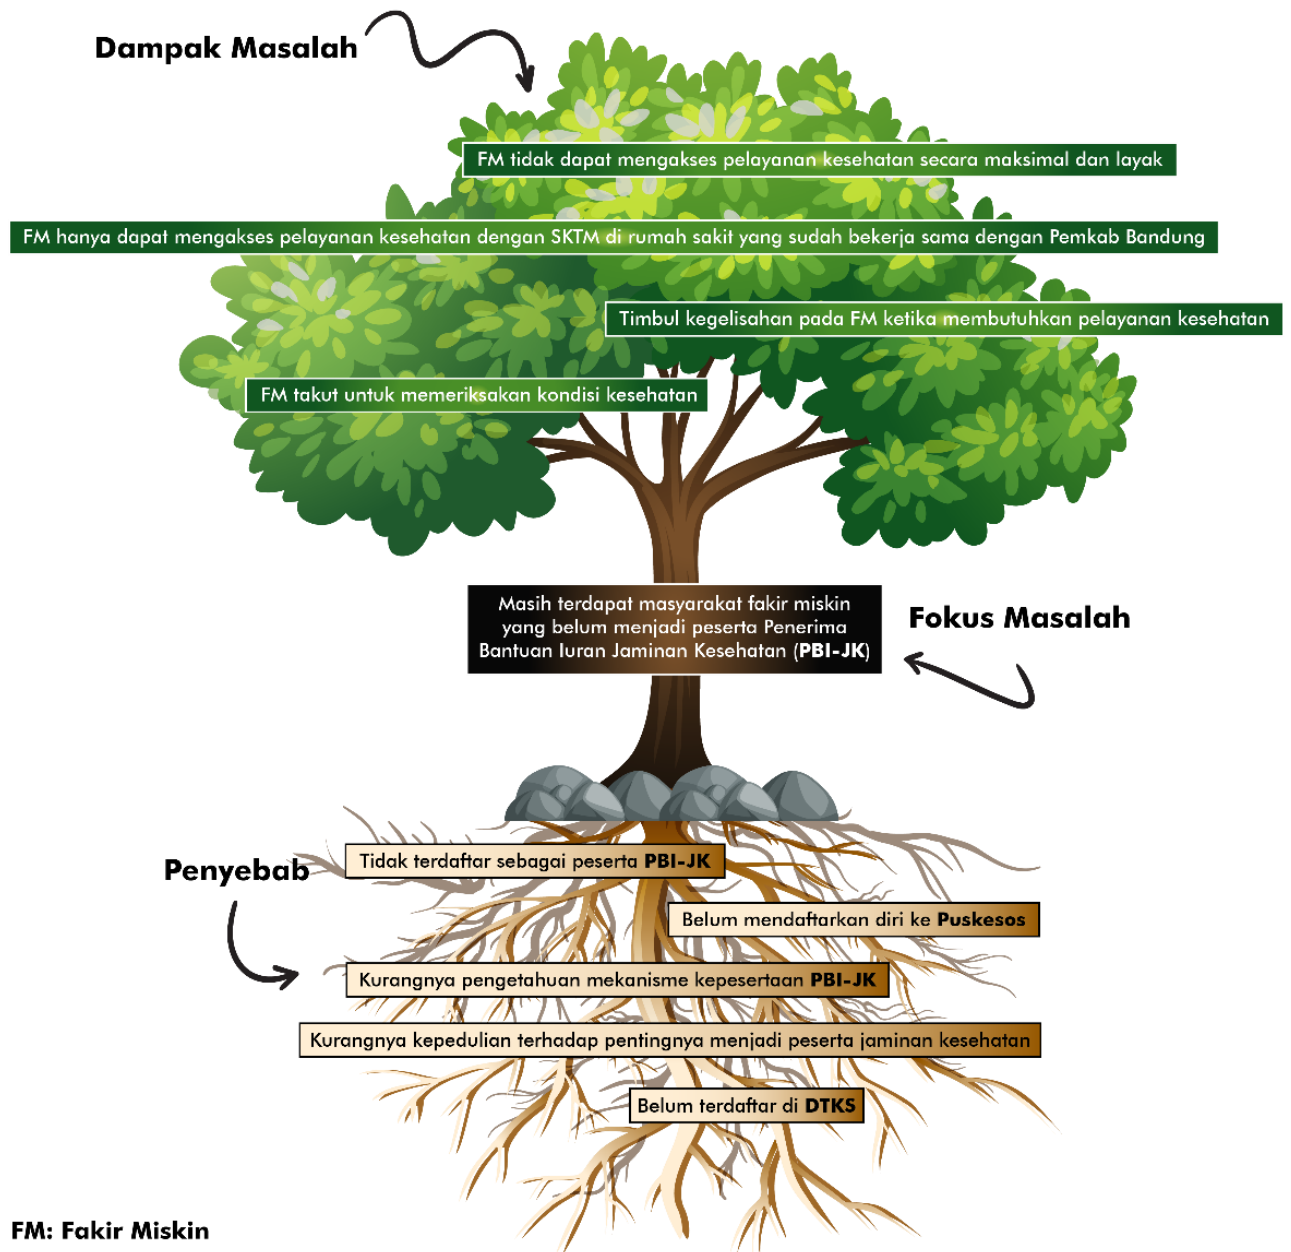 Dampak Masalah
FM tidak dapat mengakses pelayanan kesehatan secara maksimal dan layak
FM hanya dapat mengakses pelayanan kesehatan dengan SKTM di rumah sakit yang sudah bekerja sama dengan Pemkab Bandung
Timbul kegelisahan pada FM ketika membutuhkan pelayanan kesehatan
FM takut untuk memeriksakan kondisi kesehatan
Masih terdapat masyarakat fakir miskin
yang belum menjadi peserta Penerima
Bantuan Iuran Jaminan Kesehatan (PBI-JK)
Fokus Masalah
Penyebab
Tidak terdaftar sebagai peserta PBI-JK
Belum mendaftarkan diri ke Puskesos
Kurangnya pengetahuan mekanisme kepesertaan PBI-JK
Kurangnya kepedulian terhadap pentingnya menjadi peserta jaminan kesehatan
Belum terdaftar di DTKS
FM: Fakir Miskin